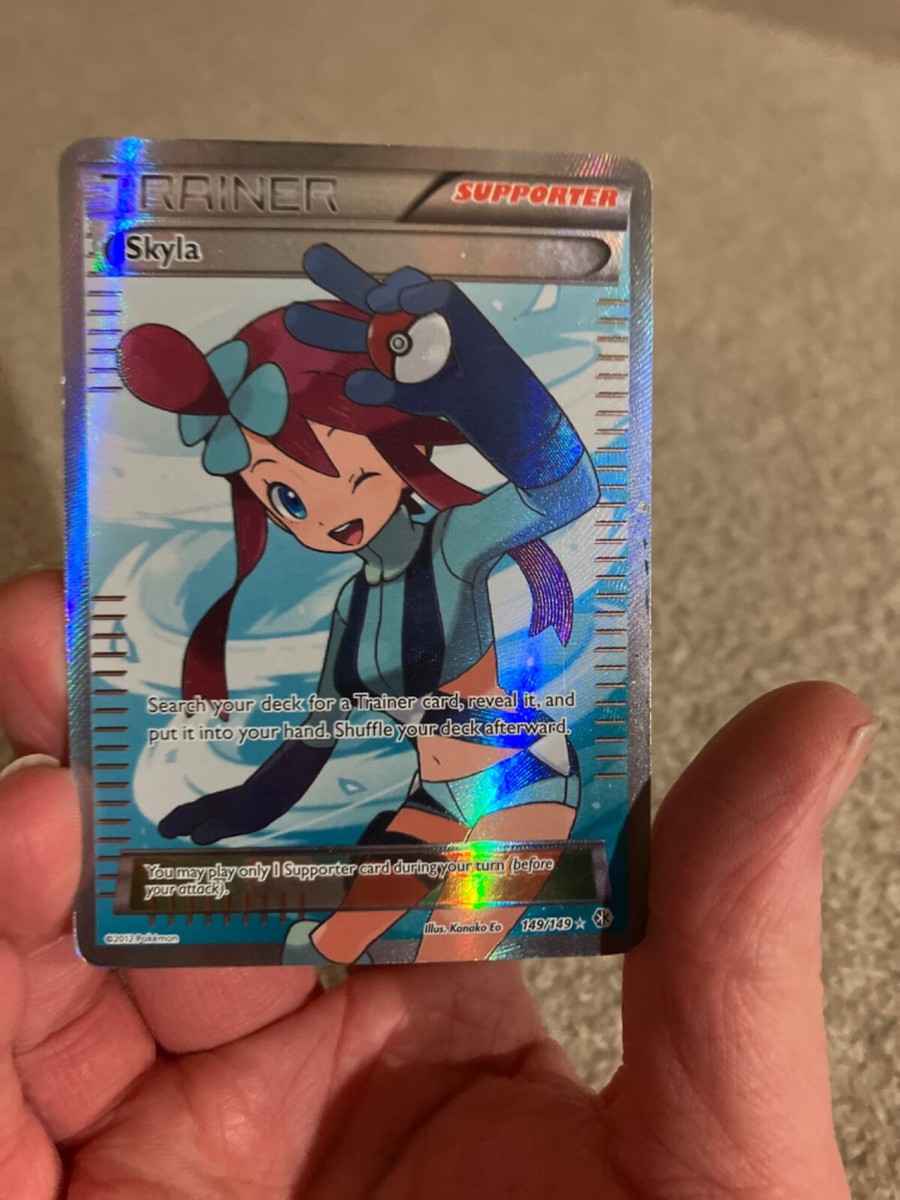 TRAINER
SUPPORTER
Skyla
Search your deck for a Trainer card, reveal it, and
put it into your hand. Shuffle your deck afterward.
You may play only 1 Supporter card during your turn (before
your attack).
Illus. Kanako Eo
149/149
©2012 Pokémon